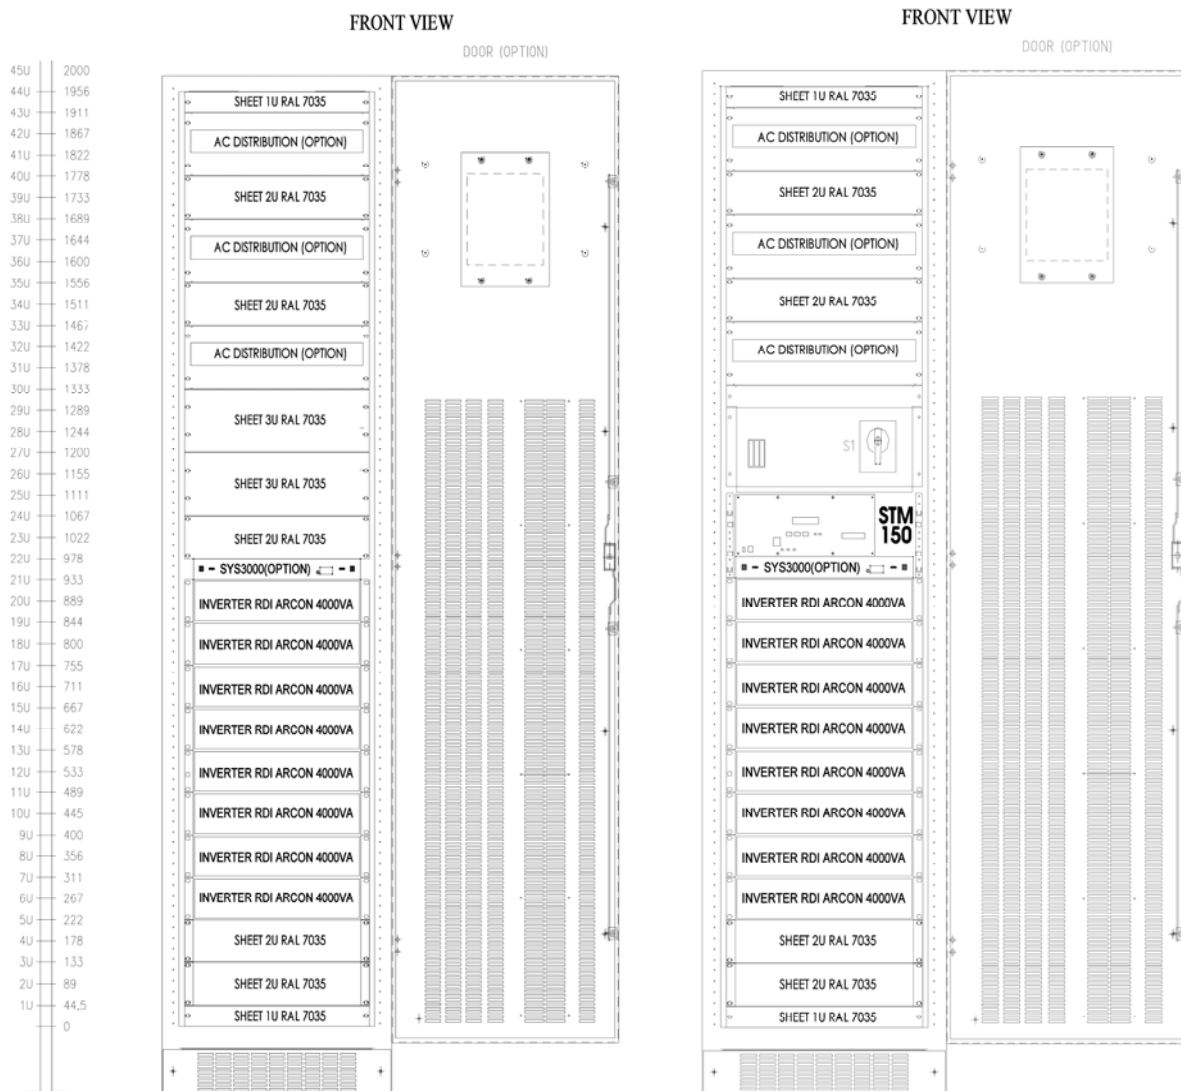 FRONT VIEW
DOOR (OPTION)
45U 2000
44U 1956
43U 1911
42U 1867
41U 1822
40U 1778
39U 1733
38U 1689
37U 1644
36U 1600
35U 1556
34U 1511
33U 1467
32U 1422
31U 1378
30U 1333
29U 1289
28U 1244
27U 1200
26U 1155
25U 1111
24U 1067
23U 1022
22U 978
21U 933
20U 889
19U 844
18U 800
17U 755
16U 711
15U 667
14U 622
13U 578
12U 533
11U 489
10U 445
9U 400
8U 356
7U 311
6U 267
5U 222
4U 178
3U 133
2U 89
1U 44,5
0
SHEET 1U RAL 7035
AC DISTRIBUTION (OPTION)
SHEET 2U RAL 7035
AC DISTRIBUTION (OPTION)
SHEET 2U RAL 7035
AC DISTRIBUTION (OPTION)
SHEET 3U RAL 7035
SHEET 3U RAL 7035
SHEET 2U RAL 7035
SYS3000(OPTION)
INVERTER RDI ARCON 4000VA
INVERTER RDI ARCON 4000VA
INVERTER RDI ARCON 4000VA
INVERTER RDI ARCON 4000VA
INVERTER RDI ARCON 4000VA
INVERTER RDI ARCON 4000VA
INVERTER RDI ARCON 4000VA
INVERTER RDI ARCON 4000VA
SHEET 2U RAL 7035
SHEET 2U RAL 7035
SHEET 1U RAL 7035
FRONT VIEW
DOOR (OPTION)
SHEET 1U RAL 7035
AC DISTRIBUTION (OPTION)
SHEET 2U RAL 7035
AC DISTRIBUTION (OPTION)
SHEET 2U RAL 7035
AC DISTRIBUTION (OPTION)
S1
STM
150
SYS3000(OPTION)
INVERTER RDI ARCON 4000VA
INVERTER RDI ARCON 4000VA
INVERTER RDI ARCON 4000VA
INVERTER RDI ARCON 4000VA
INVERTER RDI ARCON 4000VA
INVERTER RDI ARCON 4000VA
INVERTER RDI ARCON 4000VA
INVERTER RDI ARCON 4000VA
SHEET 2U RAL 7035
SHEET 2U RAL 7035
SHEET 1U RAL 7035